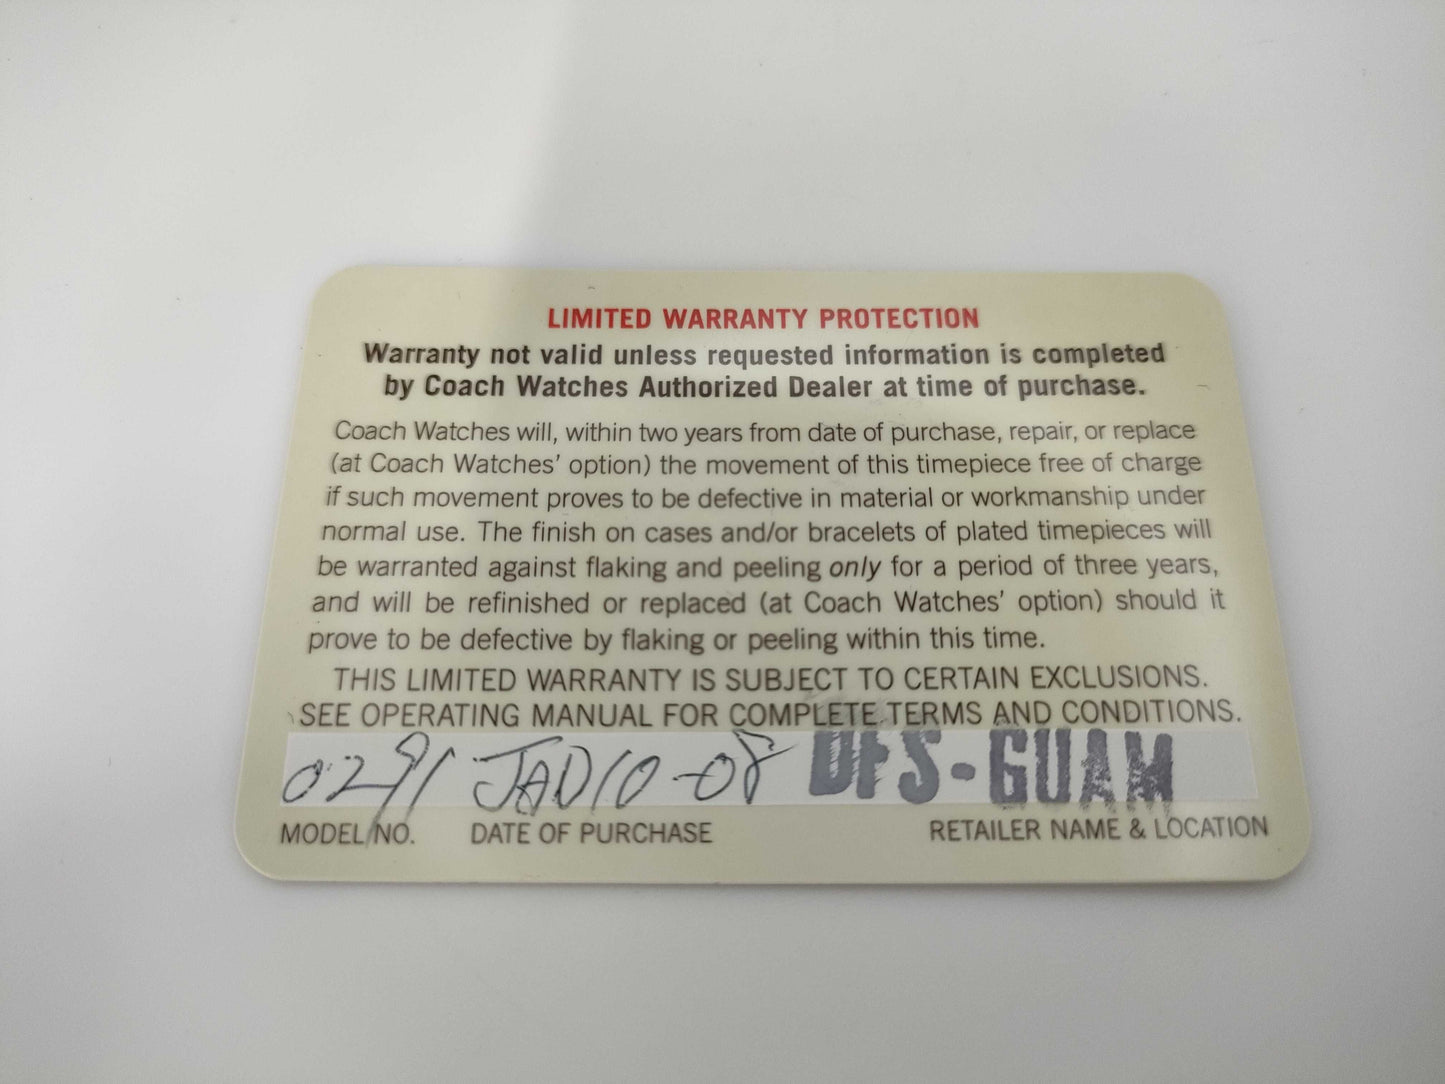 LIMITED WARRANTY PROTECTION
Warranty not valid unless requested information is completed
by Coach Watches Authorized Dealer at time of purchase.
Coach Watches will, within two years from date of purchase, repair, or replace
(at Coach Watches' option) the movement of this timepiece free of charge
if such movement proves to be defective in material or workmanship under
normal use. The finish on cases and/or bracelets of plated timepieces will
be warranted against flaking and peeling only for a period of three years,
and will be refinished or replaced (at Coach Watches' option) should it
prove to be defective by flaking or peeling within this time.
THIS LIMITED WARRANTY IS SUBJECT TO CERTAIN EXCLUSIONS.
SEE OPERATING MANUAL FOR COMPLETE TERMS AND CONDITIONS.
0291 -08 DFS-GUAM
MODEL NO. DATE OF PURCHASE RETAILER NAME & LOCATION